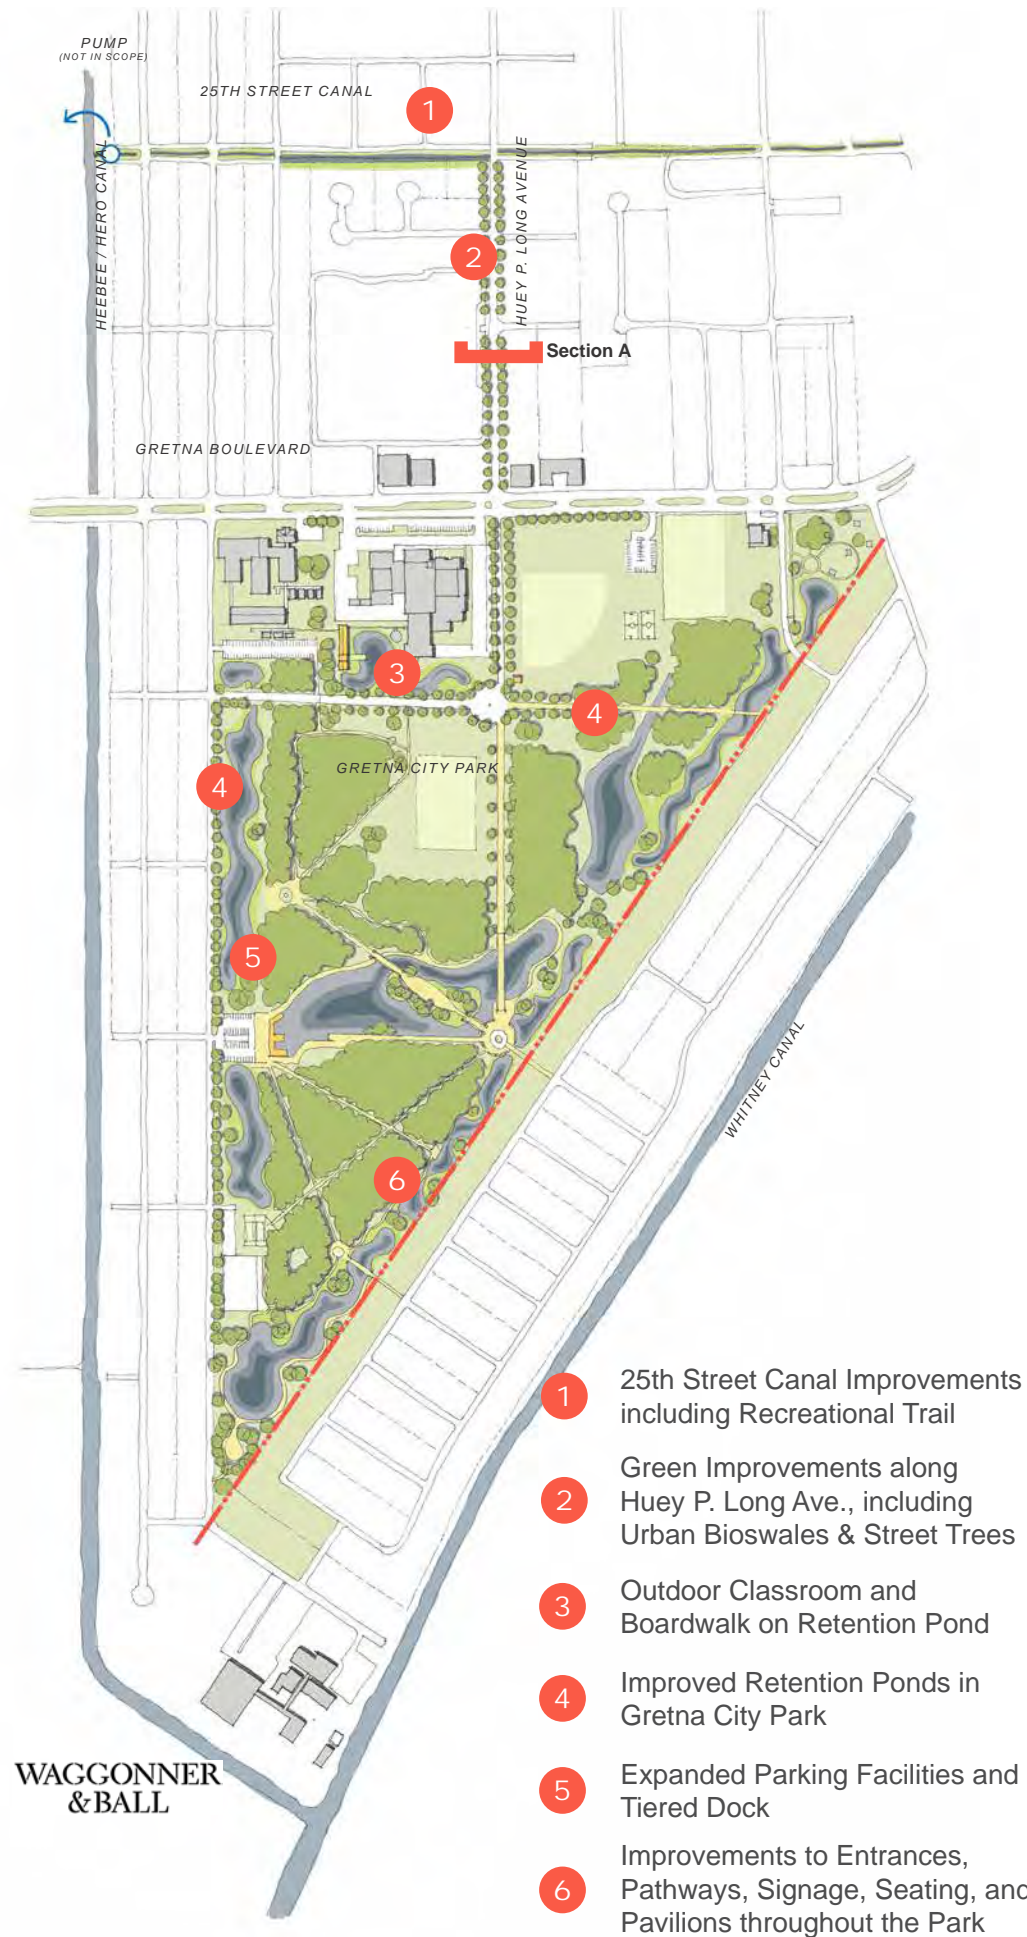 PUMP
(NOT IN SCOPE)
25TH STREET CANAL
1
HEEBEE / HERO CANAL
HUEY P. LONG AVENUE
2
Section A
GRETNA BOULEVARD
3
4
GRETNA CITY PARK
4
5
WHITNEY CANAL
6
1
25th Street Canal Improvements
including Recreational Trail
2
Green Improvements along
Huey P. Long Ave., including
Urban Bioswales & Street Trees
3
Outdoor Classroom and
Boardwalk on Retention Pond
4
Improved Retention Ponds in
Gretna City Park
5
Expanded Parking Facilities and
Tiered Dock
6
Improvements to Entrances,
Pathways, Signage, Seating, and
Pavilions throughout the Park
WAGGONNER
&BALL